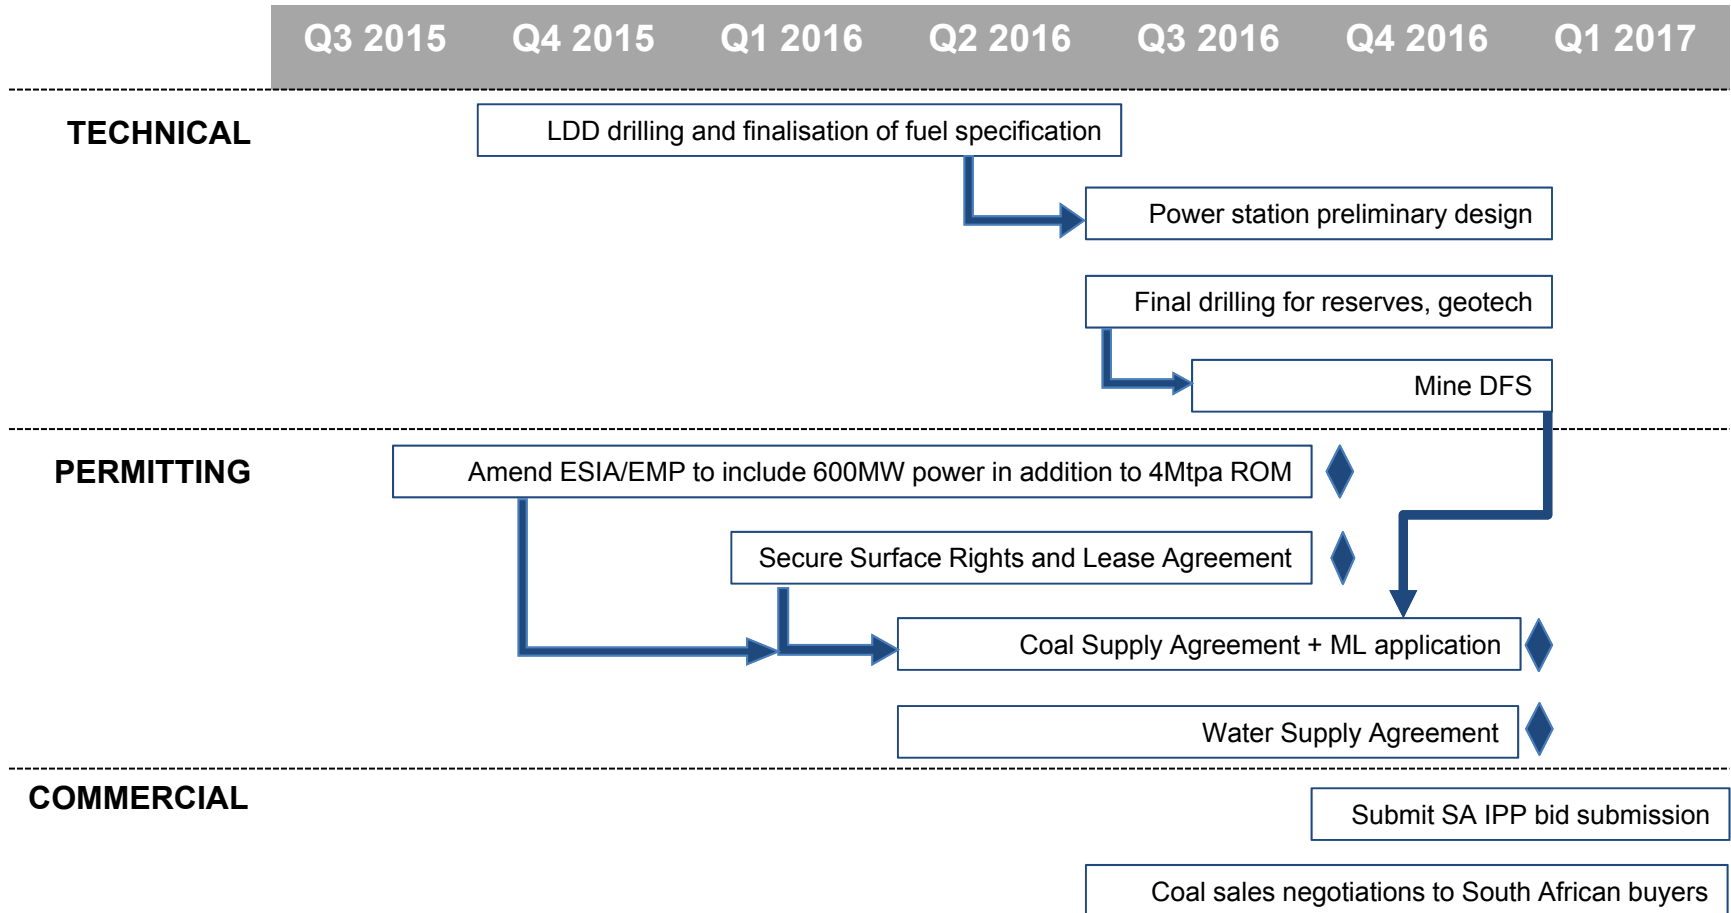 Q3 2015 Q4 2015 Q1 2016 Q2 2016 Q3 2016 Q4 2016 Q1 2017
TECHNICAL
LDD drilling and finalisation of fuel specification
Power station preliminary design
Final drilling for reserves, geotech
Mine DFS
PERMITTING
Amend ESIA/EMP to include 600MW power in addition to 4Mtpa ROM
Secure Surface Rights and Lease Agreement
Coal Supply Agreement + ML application
Water Supply Agreement
COMMERCIAL
Submit SA IPP bid submission
Coal sales negotiations to South African buyers